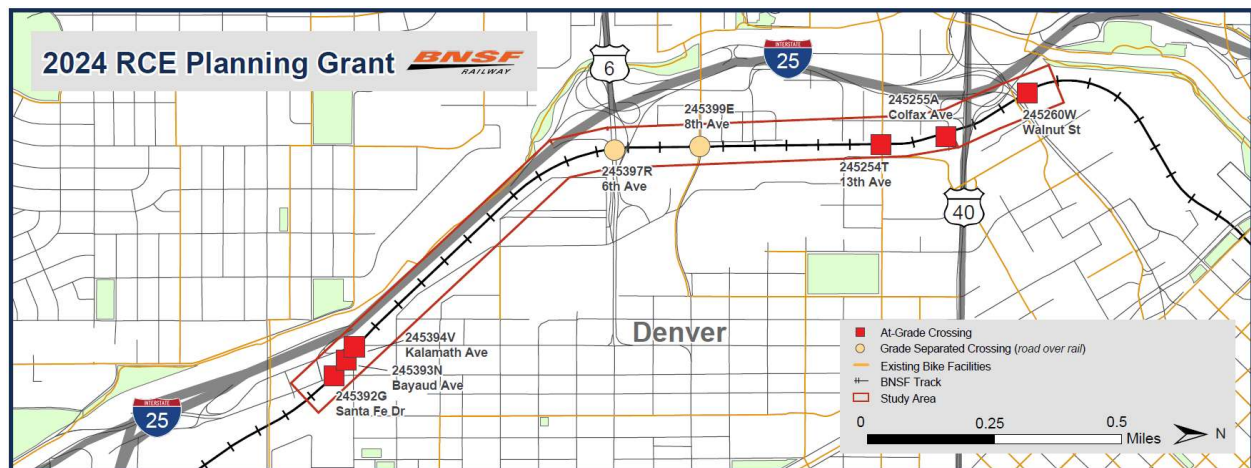 2024 RCE Planning Grant
BNSF
RAILWAY
6
INTERSTATE
25
245399E
8th Ave
245255A
Colfax Ave
245260W
Walnut St
245397R
6th Ave
245254T
13th Ave
40
245394V
Kalamath Ave
245393N
Bayaud Ave
245392G
Santa Fe Dr
INTERSTATE
25
Denver
At-Grade Crossing
Grade Separated Crossing (road over rail)
Existing Bike Facilities
BNSF Track
Study Area
0 0.25 0.5
Miles
N